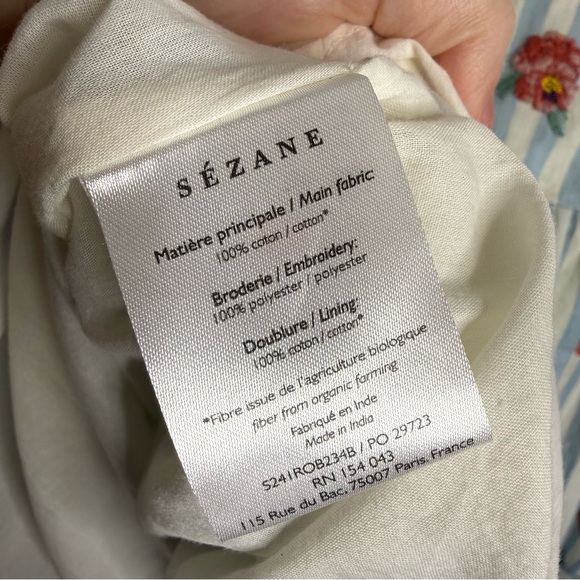 SÉZANE
Matière principale / Main fabric:
100% coton / cotton*
Broderie / Embroidery:
100% polyester / polyester
Doublure / Lining:
100% coton / cotton*
*Fibre issue de l'agriculture biologique
fiber from organic farming
Fabriqué en Inde
Made in India
S241ROB234B / PO 29723
RN 154 043
115 Rue du Bac, 75007 Paris, France